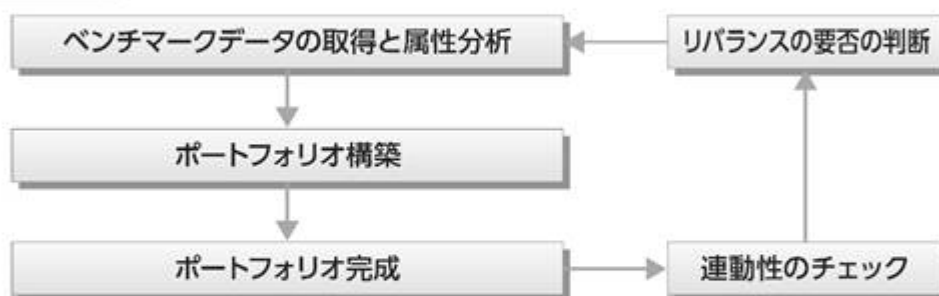 ベンチマークデータの取得と属性分析
リバランスの要否の判断
ポートフォリオ構築
ポートフォリオ完成
連動性のチェック